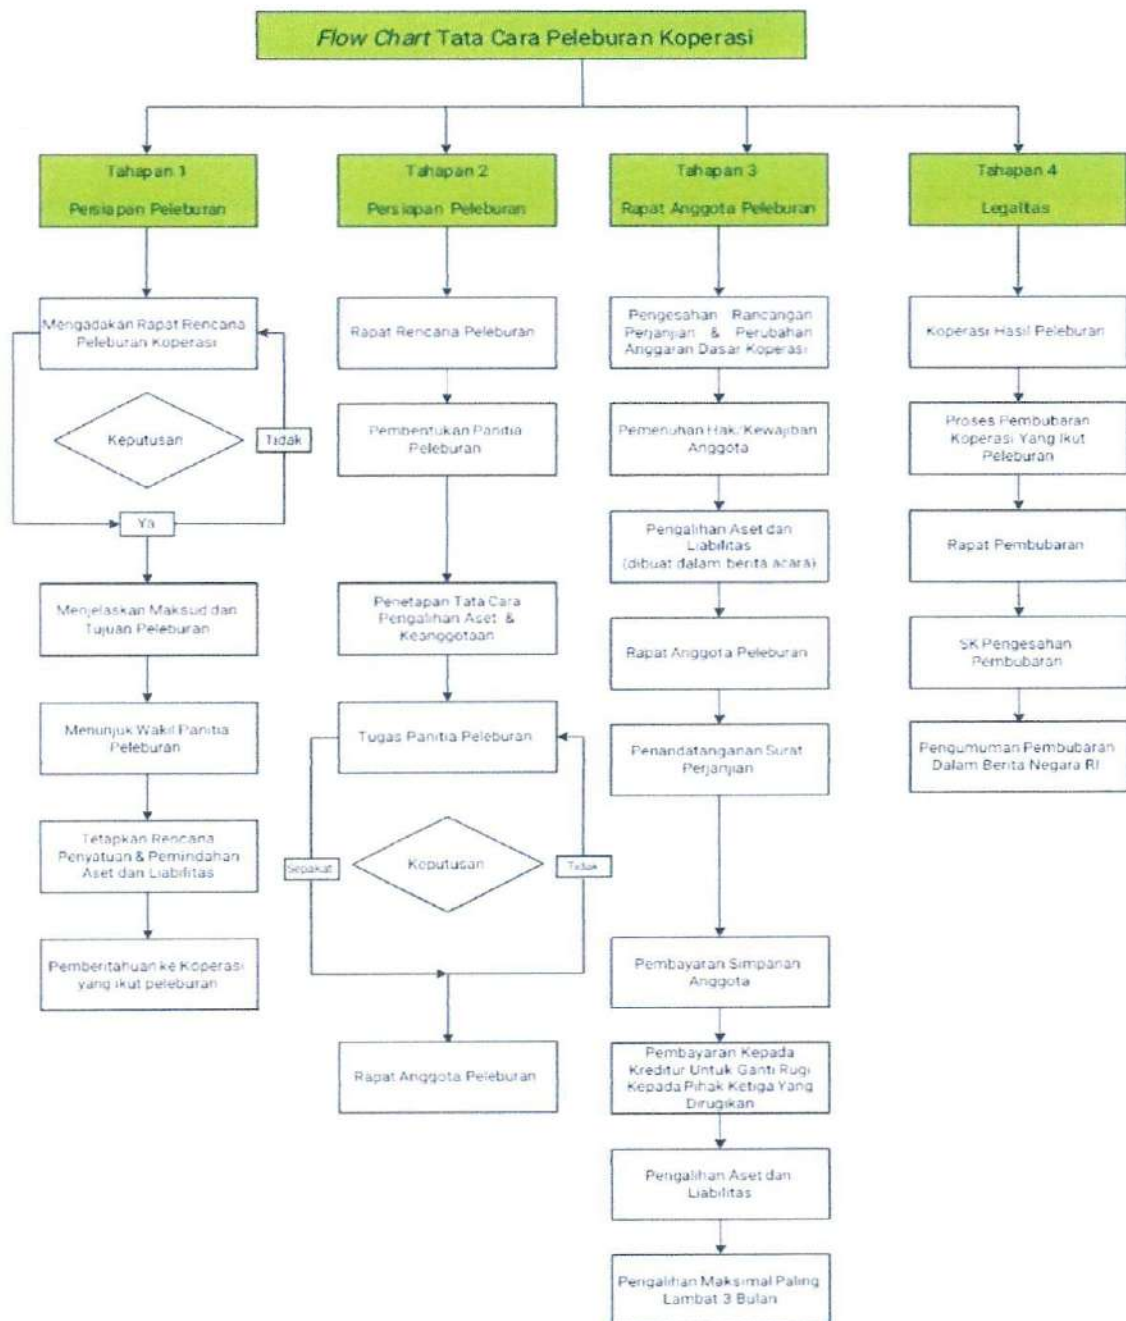 Flow Chart Tata Cara Peleburan Koperasi
Tahapan 1
Persiapan Peleburan
Mengadakan Rapat Rencana
Peleburan Koperasi
Keputusan
Tidak
Ya
Menjelaskan Maksud dan
Tujuan Peleburan
Menunjuk Wakil Panitia
Peleburan
Tetapkan Rencana
Penyatuan & Pemindahan
Aset dan Liabilitas
Pemberitahuan ke Koperasi
yang ikut peleburan
Tahapan 2
Persiapan Peleburan
Rapat Rencana Peleburan
Pembentukan Panitia
Peleburan
Penetapan Tata Cara
Pengalihan Aset &
Keanggotaan
Tugas Panitia Peleburan
Keputusan
Sepakat
Tidak
Rapat Anggota Peleburan
Tahapan 3
Rapat Anggota Peleburan
Pengesahan Rancangan
Perjanjian & Perubahan
Anggaran Dasar Koperasi
Pemenuhan Hak/Kewajiban
Anggota
Pengalihan Aset dan
Liabilitas
(dibuat dalam berita acara)
Rapat Anggota Peleburan
Penandatanganan Surat
Perjanjian
Pembayaran Simpanan
Anggota
Pembayaran Kepada
Kreditur Untuk Ganti Rugi
Kepada Pihak Ketiga Yang
Dirugikan
Pengalihan Aset dan
Liabilitas
Pengalihan Maksimal Paling
Lambat 3 Bulan
Tahapan 4
Legaltas
Koperasi Hasil Peleburan
Proses Pembubaran
Koperasi Yang Ikut
Peleburan
Rapat Pembubaran
SK Pengesahan
Pembubaran
Pengumuman Pembubaran
Dalam Berita Negara RI